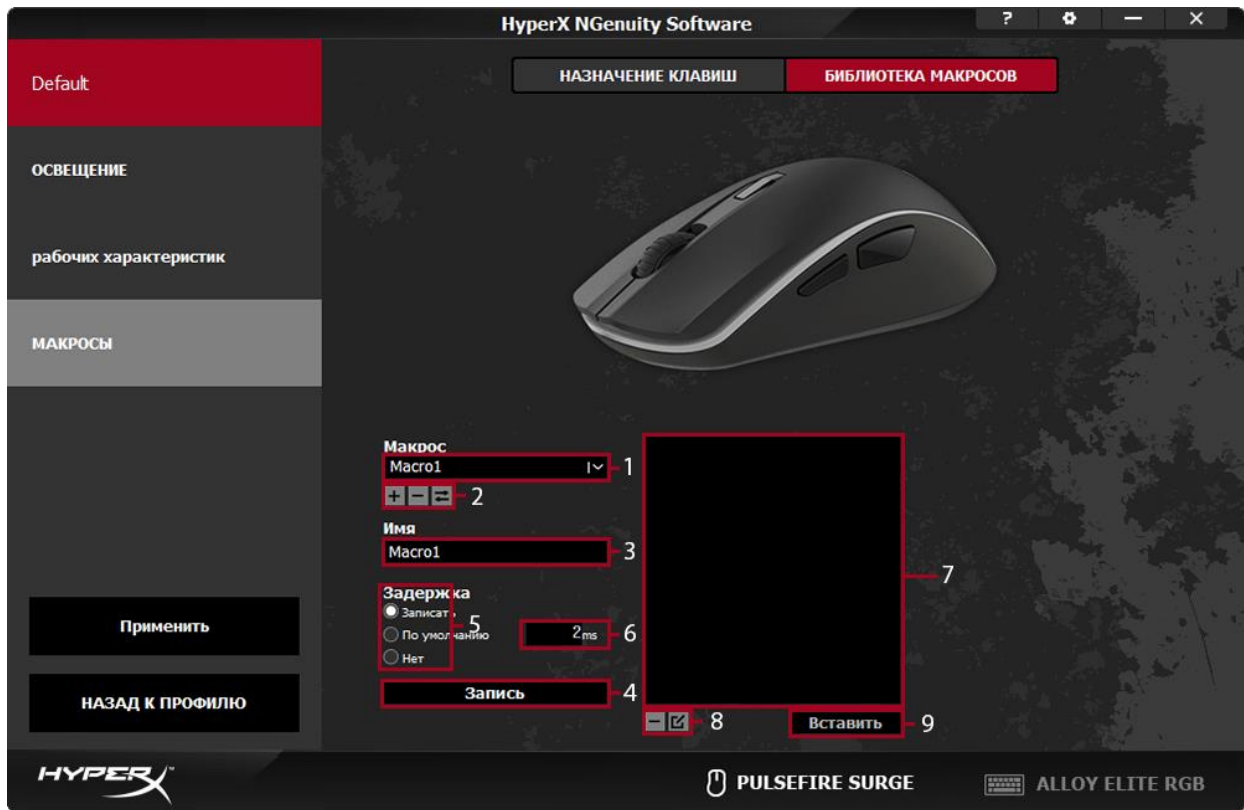 HyperX NGenuity Software
?
Default
НАЗНАЧЕНИЕ КЛАВИШ
БИБЛИОТЕКА МАКРОСОВ
ОСВЕЩЕНИЕ
рабочих характеристик
МАКРОСЫ
Макрос
Macro1
1
2
Имя
Macro1
3
Задержка
Записать
По умолчанию
Нет
5
2ms
6
Запись
4
7
8
Вставить
9
Применить
НАЗАД К ПРОФИЛЮ
HYPERX™
PULSEFIRE SURGE
ALLOY ELITE RGB